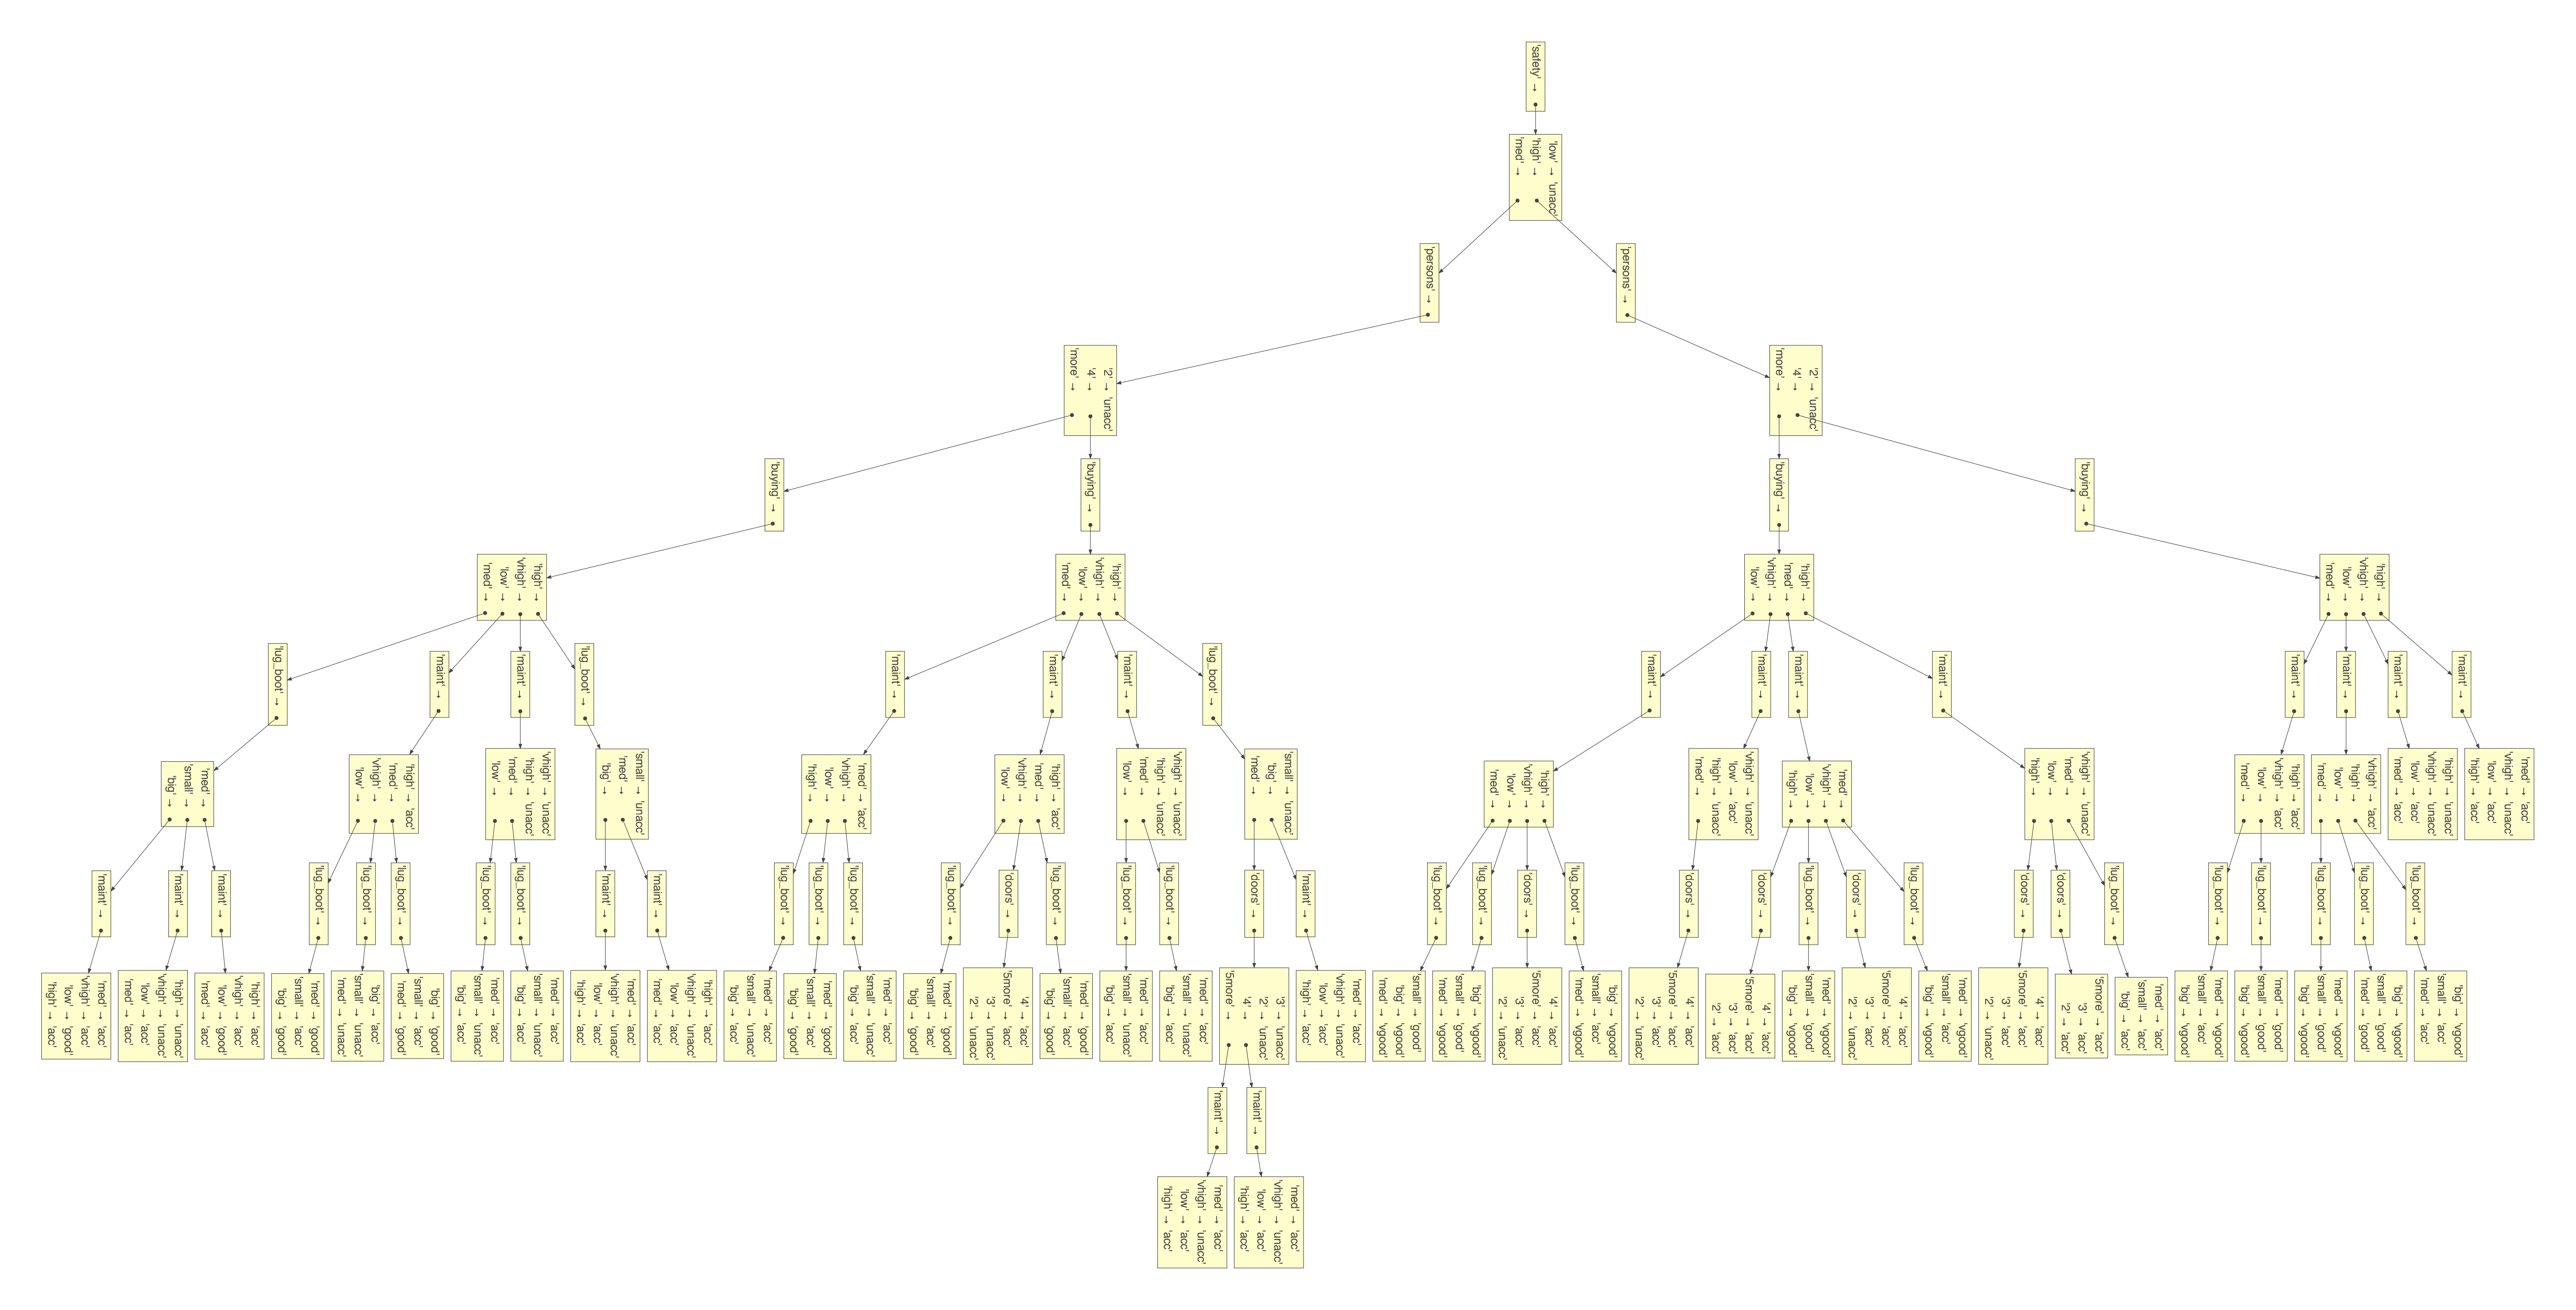 'safety' →
'low' → 'unacc'
'high' →
'med' →
'persons' →
'persons' →
'2' → 'unacc'
'4' →
'more' →
'2' → 'unacc'
'4' →
'more' →
'buying' →
'buying' →
'buying' →
'buying' →
'high' →
'vhigh' →
'low' →
'med' →
'high' →
'med' →
'vhigh' →
'low' →
'high' →
'vhigh' →
'low' →
'med' →
'high' →
'vhigh' →
'low' →
'med' →
'maint' →
'maint' →
'maint' →
'maint' →
'maint' →
'maint' →
'maint' →
'maint' →
'lug_boot' →
'maint' →
'maint' →
'maint' →
'lug_boot' →
'maint' →
'maint' →
'lug_boot' →
'med' → 'acc'
'vhigh' → 'unacc'
'low' → 'acc'
'high' → 'acc'
'high' → 'unacc'
'vhigh' → 'unacc'
'low' → 'acc'
'med' → 'acc'
'vhigh' → 'acc'
'high' →
'low' →
'med' →
'high' → 'acc'
'vhigh' → 'acc'
'low' →
'med' →
'vhigh' → 'unacc'
'med' →
'low' →
'high' →
'med' →
'vhigh' →
'low' →
'high' →
'vhigh' → 'unacc'
'low' → 'acc'
'high' → 'unacc'
'med' →
'high' →
'vhigh' →
'low' →
'med' →
'small' → 'unacc'
'big' →
'med' →
'vhigh' → 'unacc'
'high' → 'unacc'
'med' →
'low' →
'high' → 'acc'
'med' →
'vhigh' →
'low' →
'med' → 'acc'
'vhigh' →
'low' →
'high' →
'small' → 'unacc'
'med' →
'big' →
'vhigh' → 'unacc'
'high' → 'unacc'
'med' →
'low' →
'high' → 'acc'
'med' →
'vhigh' →
'low' →
'med' →
'small' →
'big' →
'lug_boot' →
'lug_boot' →
'lug_boot' →
'lug_boot' →
'lug_boot' →
'lug_boot' →
'doors' →
'doors' →
'lug_boot' →
'doors' →
'lug_boot' →
'doors' →
'doors' →
'lug_boot' →
'doors' →
'lug_boot' →
'lug_boot' →
'maint' →
'doors' →
'lug_boot' →
'lug_boot' →
'lug_boot' →
'doors' →
'lug_boot' →
'lug_boot' →
'lug_boot' →
'lug_boot' →
'maint' →
'maint' →
'lug_boot' →
'lug_boot' →
'lug_boot' →
'lug_boot' →
'lug_boot' →
'maint' →
'maint' →
'maint' →
'big' → 'vgood'
'small' → 'acc'
'med' → 'acc'
'big' → 'vgood'
'small' → 'good'
'med' → 'good'
'med' → 'good'
'small' → 'good'
'big' → 'vgood'
'med' → 'good'
'small' → 'good'
'big' → 'vgood'
'med' → 'good'
'small' → 'acc'
'big' → 'vgood'
'med' → 'acc'
'small' → 'acc'
'big' → 'acc'
'5more' → 'acc'
'3' → 'acc'
'2' → 'acc'
'4' → 'acc'
'5more' → 'acc'
'3' → 'acc'
'2' → 'unacc'
'med' → 'vgood'
'small' → 'acc'
'big' → 'vgood'
'4' → 'acc'
'5more' → 'acc'
'3' → 'acc'
'2' → 'unacc'
'med' → 'vgood'
'small' → 'good'
'big' → 'vgood'
'4' → 'acc'
'5more' → 'acc'
'3' → 'acc'
'2' → 'acc'
'4' → 'acc'
'5more' → 'acc'
'3' → 'acc'
'2' → 'unacc'
'big' → 'vgood'
'small' → 'acc'
'med' → 'vgood'
'4' → 'acc'
'5more' → 'acc'
'3' → 'acc'
'2' → 'unacc'
'big' → 'vgood'
'small' → 'good'
'med' → 'vgood'
'small' → 'good'
'big' → 'vgood'
'med' → 'vgood'
'med' → 'acc'
'vhigh' → 'unacc'
'low' → 'acc'
'high' → 'acc'
'3' → 'unacc'
'2' → 'unacc'
'4' →
'5more' →
'med' → 'acc'
'small' → 'unacc'
'big' → 'acc'
'med' → 'acc'
'small' → 'unacc'
'big' → 'acc'
'med' → 'good'
'small' → 'acc'
'big' → 'good'
'4' → 'acc'
'5more' → 'acc'
'3' → 'unacc'
'2' → 'unacc'
'med' → 'good'
'small' → 'acc'
'big' → 'good'
'med' → 'acc'
'small' → 'unacc'
'big' → 'acc'
'med' → 'good'
'small' → 'acc'
'big' → 'good'
'med' → 'acc'
'small' → 'unacc'
'big' → 'acc'
'high' → 'acc'
'vhigh' → 'unacc'
'low' → 'acc'
'med' → 'acc'
'med' → 'acc'
'vhigh' → 'unacc'
'low' → 'acc'
'high' → 'acc'
'med' → 'acc'
'small' → 'unacc'
'big' → 'acc'
'med' → 'acc'
'small' → 'unacc'
'big' → 'acc'
'big' → 'good'
'small' → 'acc'
'med' → 'good'
'big' → 'acc'
'small' → 'unacc'
'med' → 'unacc'
'med' → 'good'
'small' → 'acc'
'big' → 'good'
'high' → 'acc'
'vhigh' → 'acc'
'low' → 'good'
'med' → 'acc'
'high' → 'unacc'
'vhigh' → 'unacc'
'low' → 'acc'
'med' → 'acc'
'med' → 'acc'
'vhigh' → 'acc'
'low' → 'good'
'high' → 'acc'
'maint' →
'maint' →
'med' → 'acc'
'vhigh' → 'unacc'
'low' → 'acc'
'high' → 'acc'
'med' → 'acc'
'vhigh' → 'unacc'
'low' → 'acc'
'high' → 'acc'